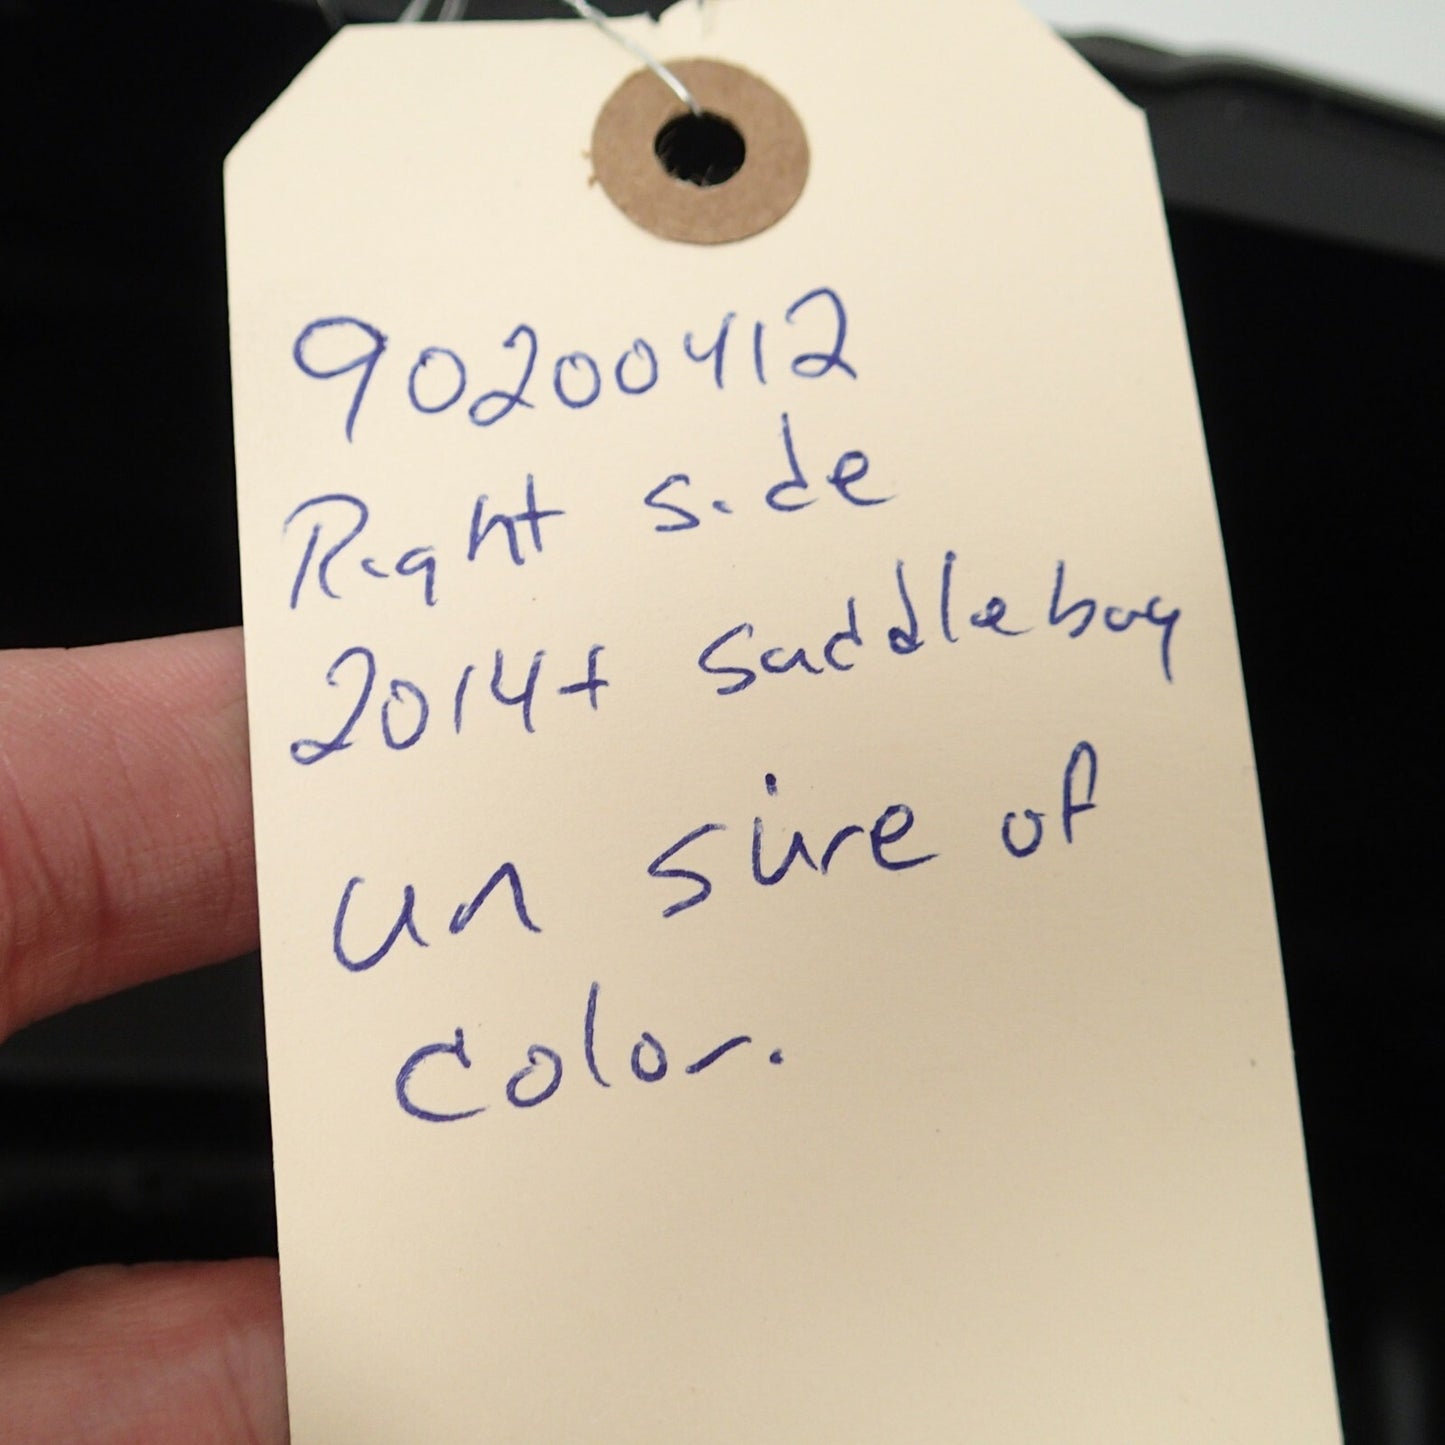 90200412
Right side
2014+ saddlebag
un sure of
color.